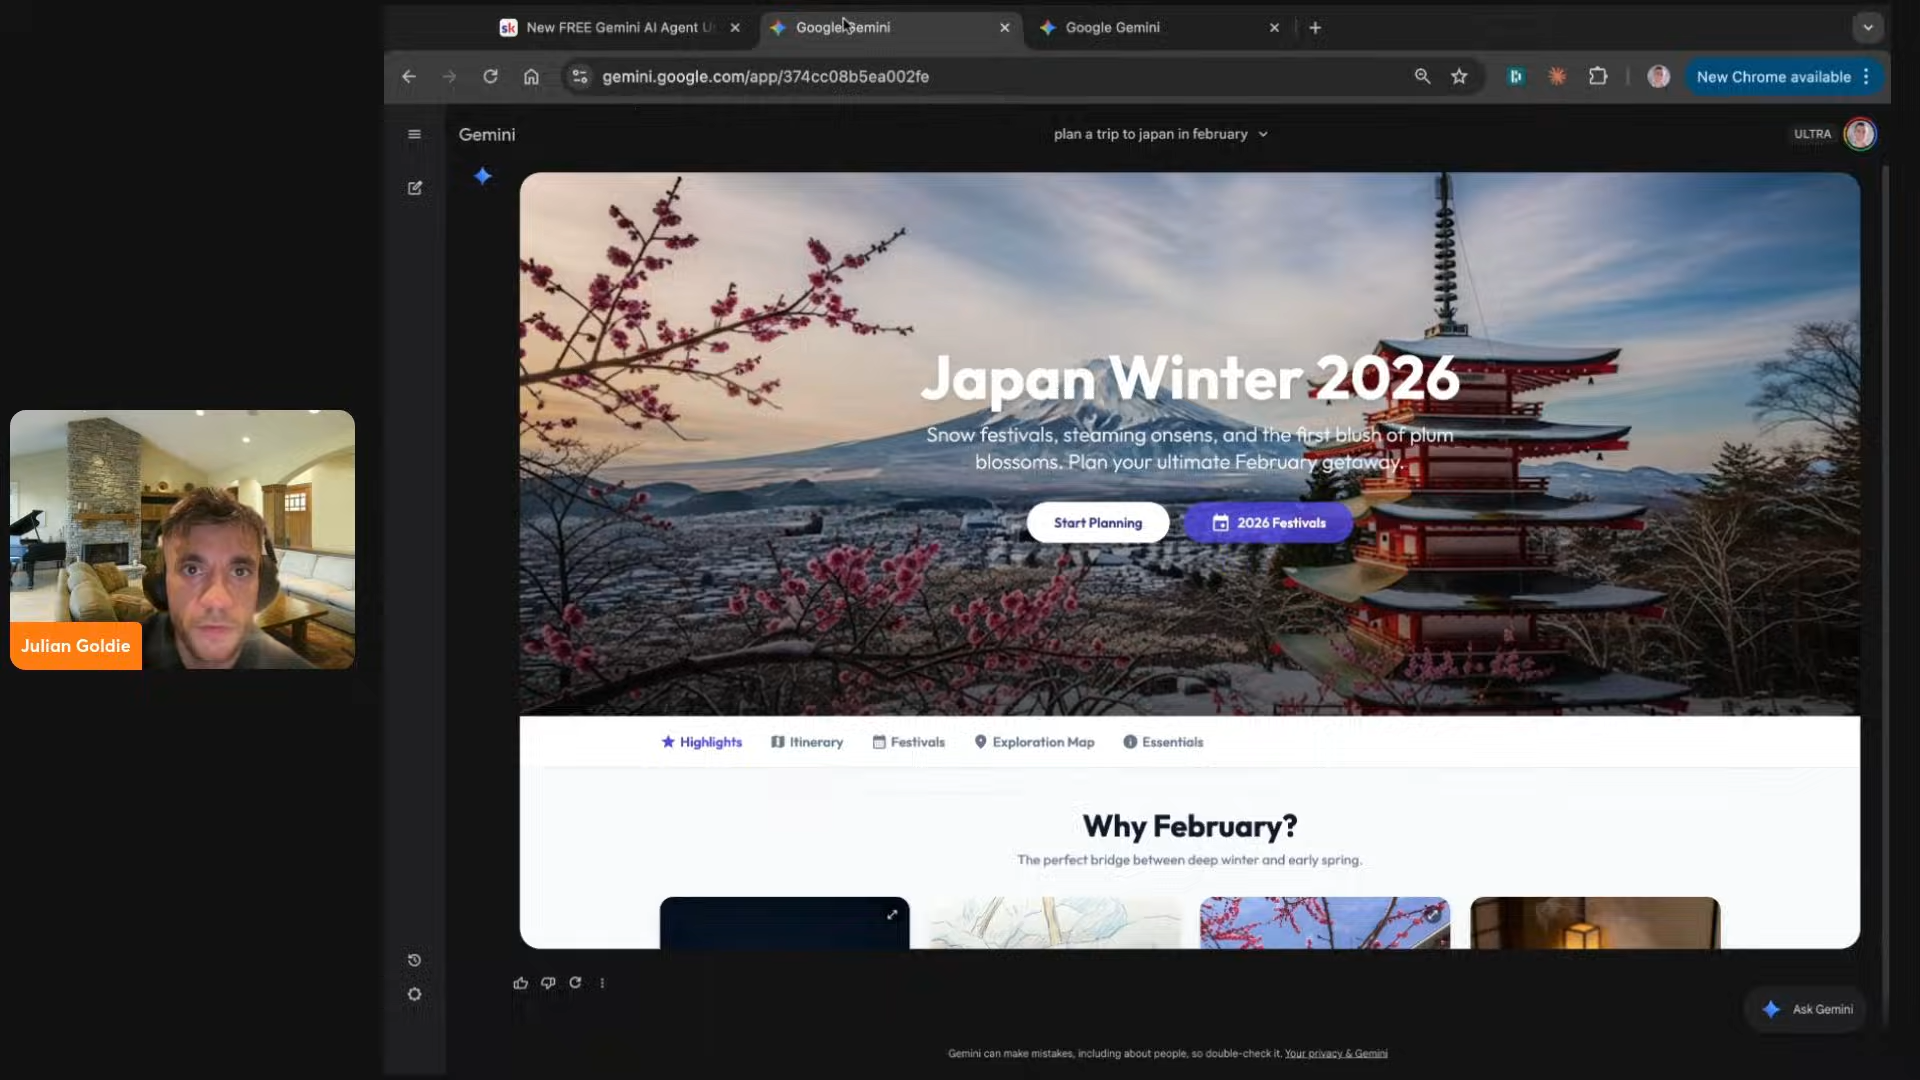 New FREE Gemini AI Agent U
Google Gemini
Google Gemini
gemini.google.com/app/374cc08b5ea002fe
New Chrome available
Gemini
plan a trip to japan in february
ULTRA
Japan Winter 2026
Snow festivals, steaming onsens, and the first blush of plum
blossoms. Plan your ultimate February getaway.
Start Planning
2026 Festivals
Julian Goldie
Highlights
Itinerary
Festivals
Exploration Map
Essentials
Why February?
The perfect bridge between deep winter and early spring.
Ask Gemini
Gemini can make mistakes, including about people, so double-check it. Your privacy & Gemini